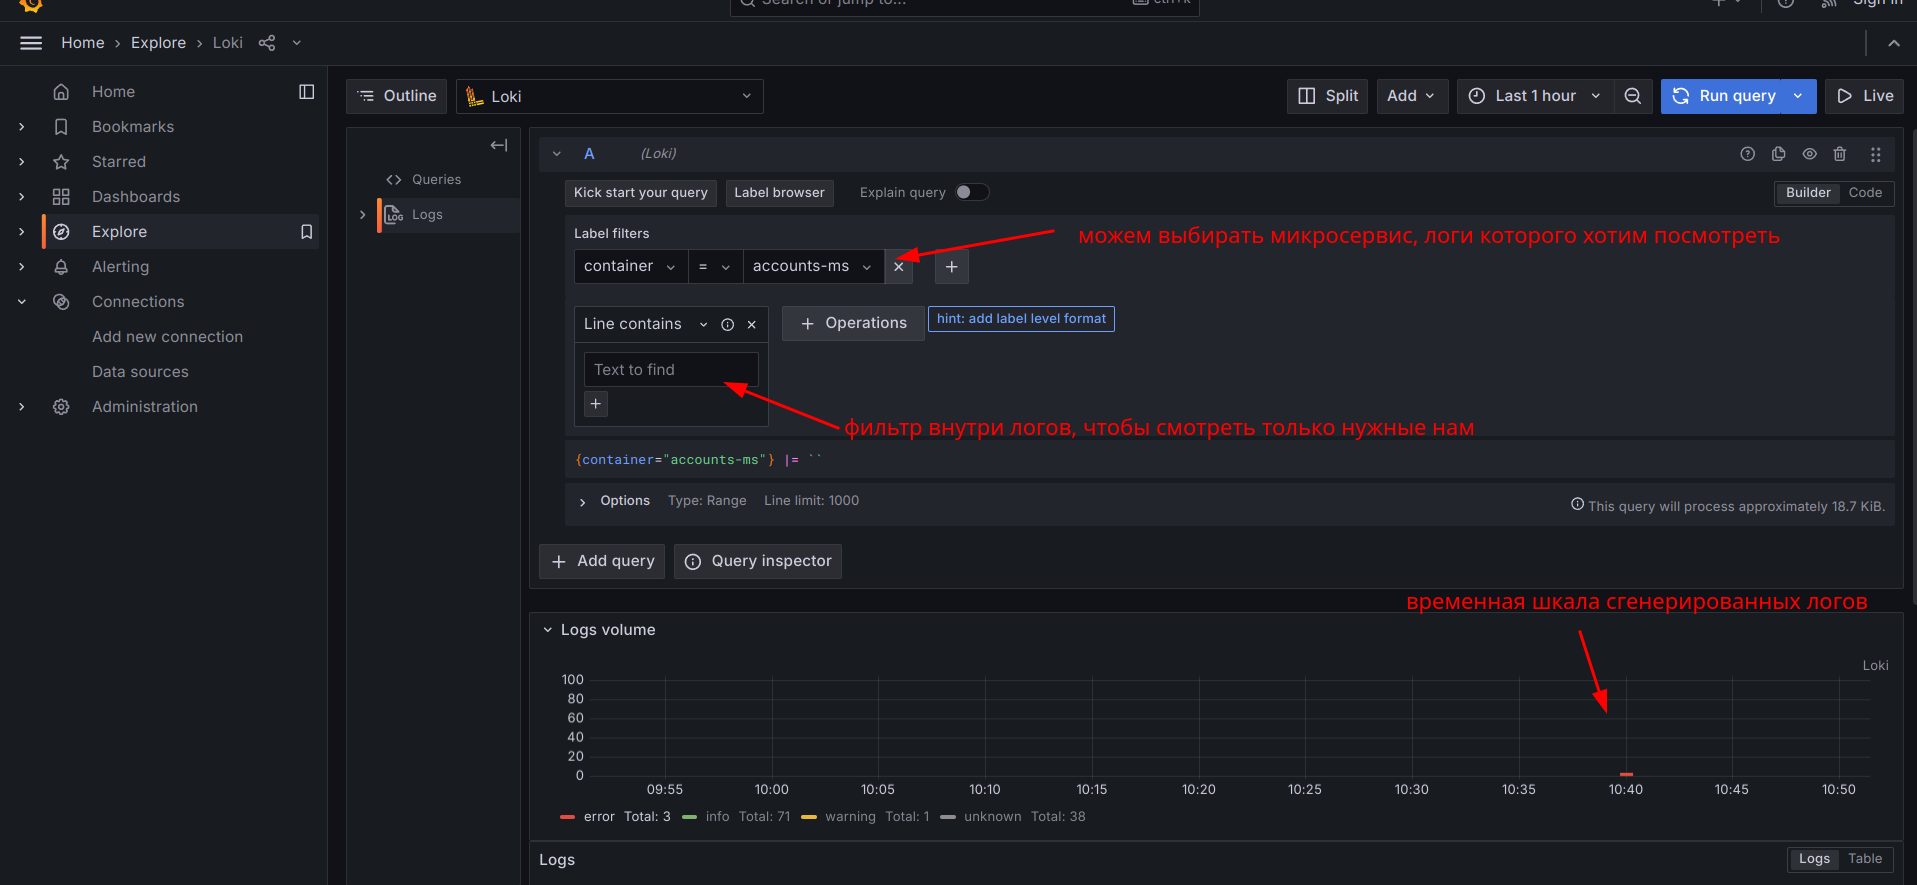 Search or jump to... ctrl+k
Sign in
Home › Explore › Loki
Home
Bookmarks
Starred
Dashboards
Explore
Alerting
Connections
Add new connection
Data sources
Administration
Outline
Loki
Split
Add
Last 1 hour
Run query
Live
Queries
Logs
A (Loki)
Kick start your query
Label browser
Explain query
Builder
Code
Label filters
можем выбирать микросервис, логи которого хотим посмотреть
container = accounts-ms
Line contains
Operations
hint: add label level format
Text to find
фильтр внутри логов, чтобы смотреть только нужные нам
{container="accounts-ms"} |= ``
Options Type: Range Line limit: 1000
This query will process approximately 18.7 KiB.
Add query
Query inspector
временная шкала сгенерированных логов
Logs volume
Loki
100
80
60
40
20
0
09:55 10:00 10:05 10:10 10:15 10:20 10:25 10:30 10:35 10:40 10:45 10:50
error Total: 3 info Total: 71 warning Total: 1 unknown Total: 38
Logs
Logs Table